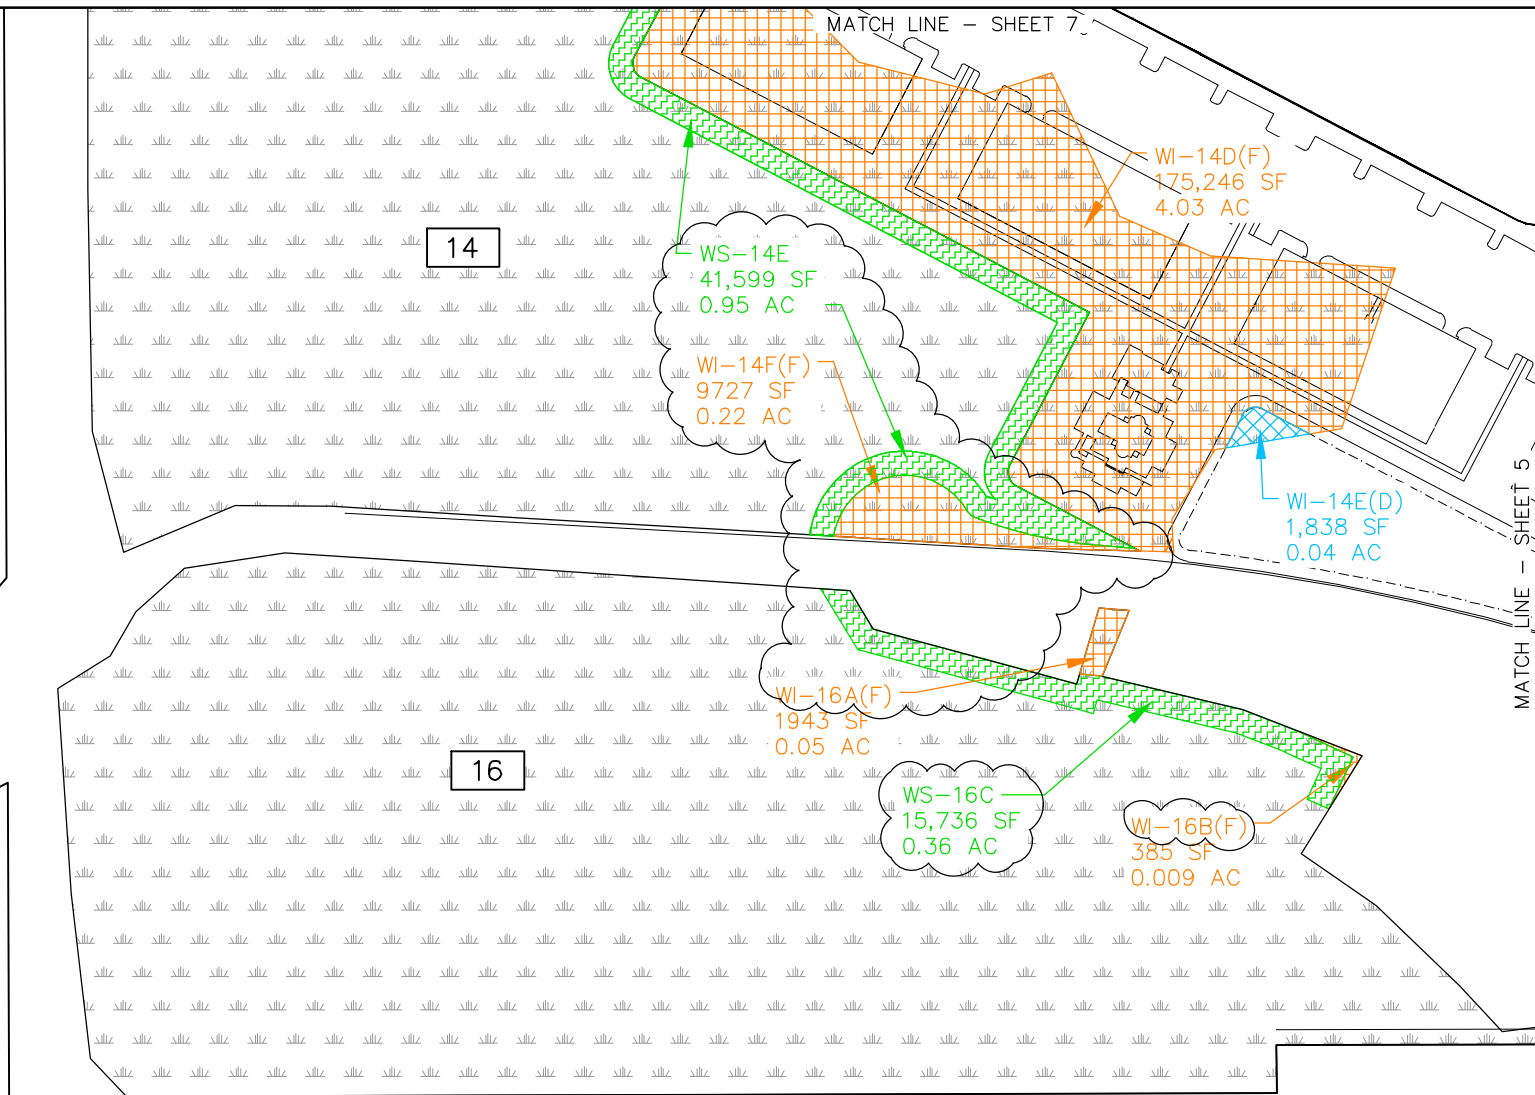 MATCH LINE - SHEET 7
WI-14D(F)
175,246 SF
4.03 AC
14
WS-14E
41,599 SF
0.95 AC
WI-14F(F)
9727 SF
0.22 AC
WI-14E(D)
1,838 SF
0.04 AC
MATCH LINE - SHEET 5
WI-16A(F)
1943 SF
0.05 AC
16
WS-16C
15,736 SF
0.36 AC
WI-16B(F)
385 SF
0.009 AC